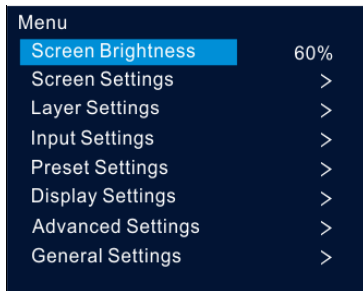 Menu
Screen Brightness 60%
Screen Settings >
Layer Settings >
Input Settings >
Preset Settings >
Display Settings >
Advanced Settings >
General Settings >